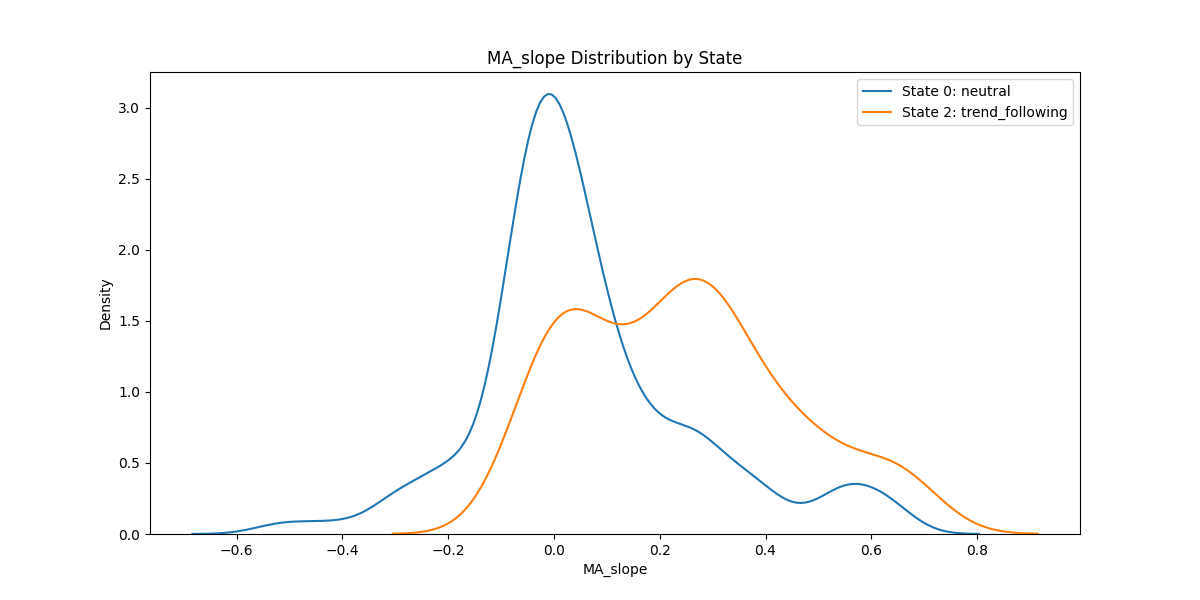 MA_slope Distribution by State
State 0: neutral
State 2: trend_following
Density
3.0
2.5
2.0
1.5
1.0
0.5
0.0
−0.6 −0.4 −0.2 0.0 0.2 0.4 0.6 0.8
MA_slope